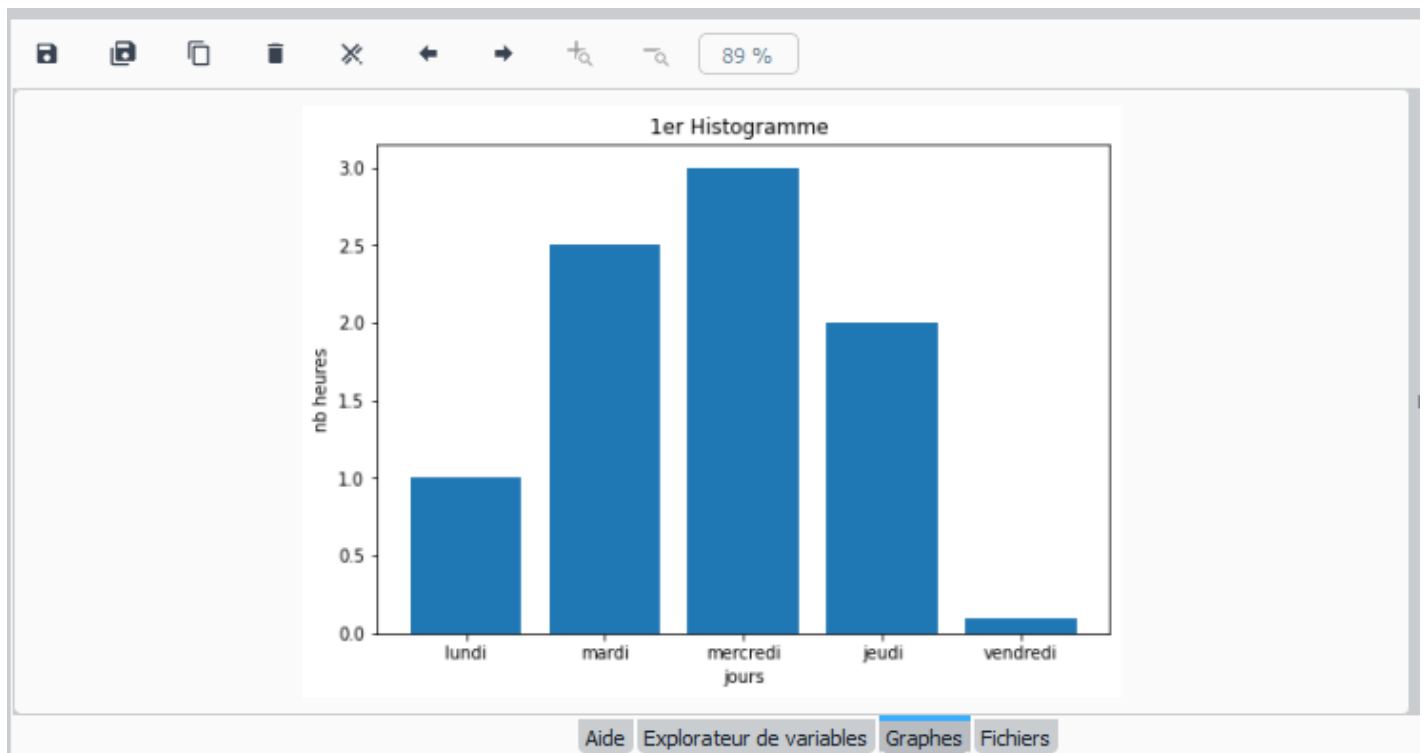 89 %
1er Histogramme
3.0
2.5
2.0
1.5
1.0
0.5
0.0
nb heures
lundi mardi mercredi jeudi vendredi
jours
Aide Explorateur de variables Graphes Fichiers